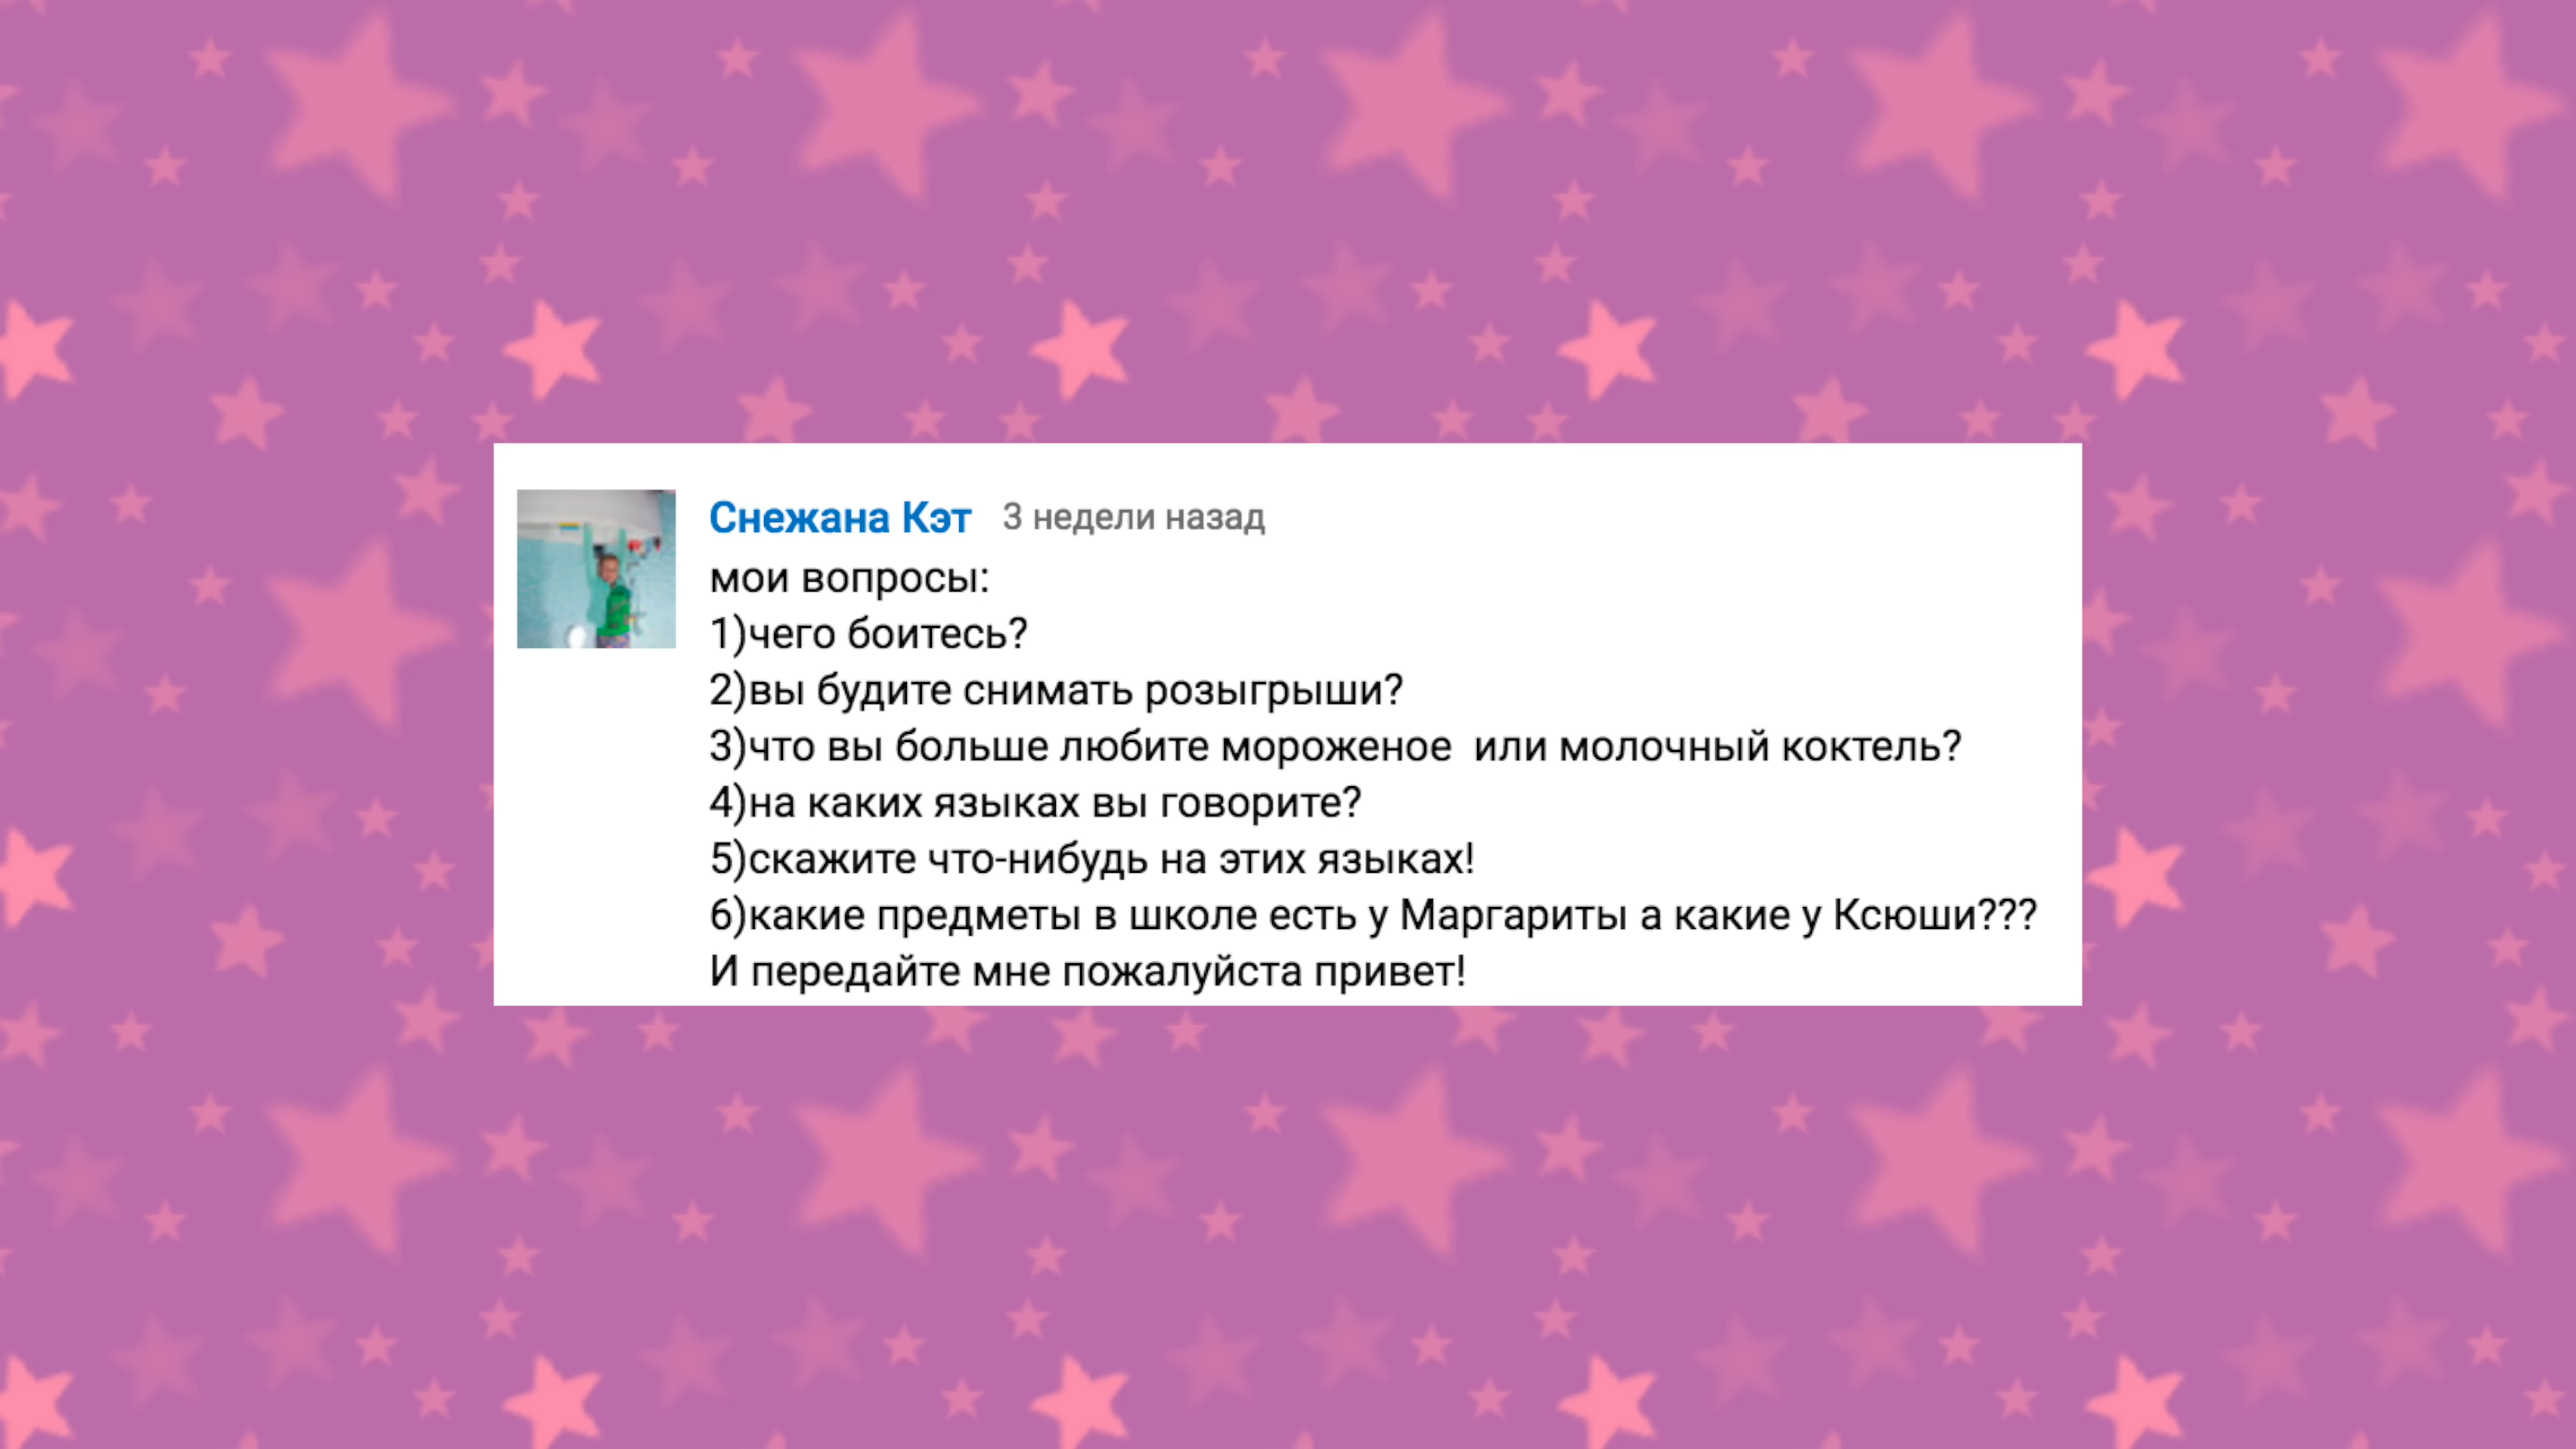 Снежана Кэт 3 недели назад
мои вопросы:
1)чего боитесь?
2)вы будите снимать розыгрыши?
3)что вы больше любите мороженое  или молочный коктель?
4)на каких языках вы говорите?
5)скажите что-нибудь на этих языках!
6)какие предметы в школе есть у Маргариты а какие у Ксюши???
И передайте мне пожалуйста привет!